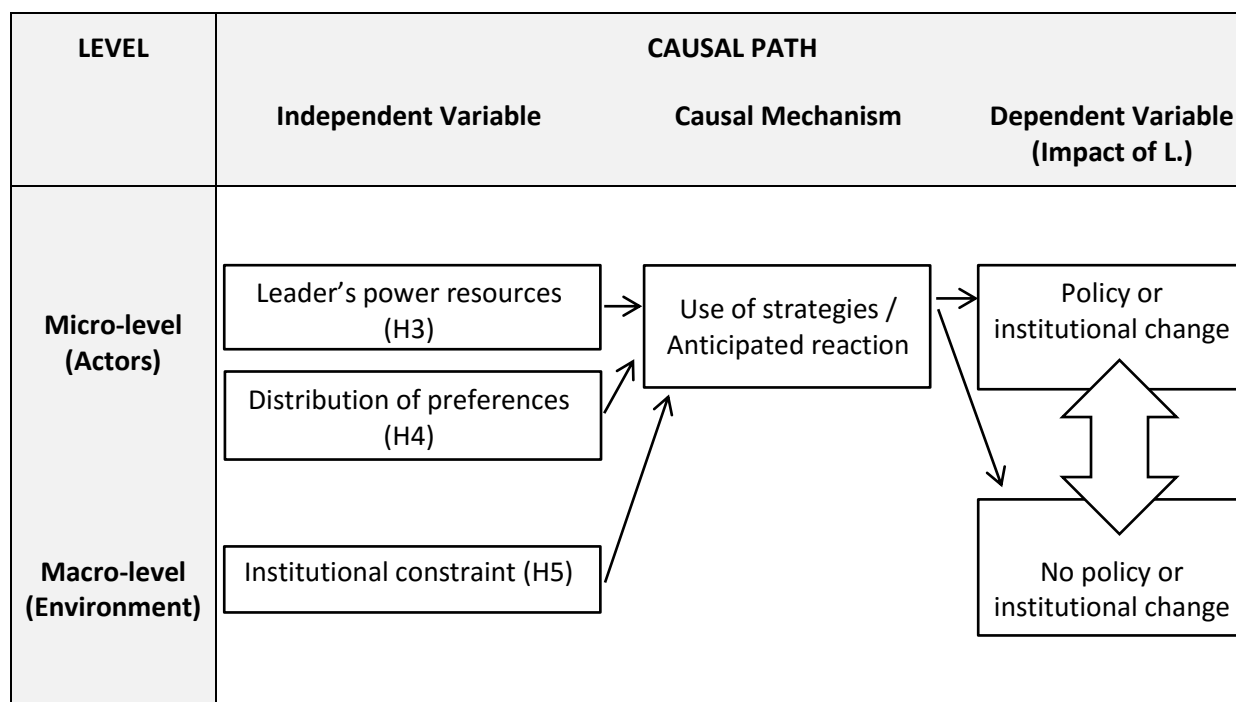 LEVEL
CAUSAL PATH
Independent Variable
Causal Mechanism
Dependent Variable
(Impact of L.)
Micro-level
(Actors)
Leader's power resources
(H3)
Distribution of preferences
(H4)
Use of strategies /
Anticipated reaction
Policy or
institutional change
Macro-level
(Environment)
Institutional constraint (H5)
No policy or
institutional change